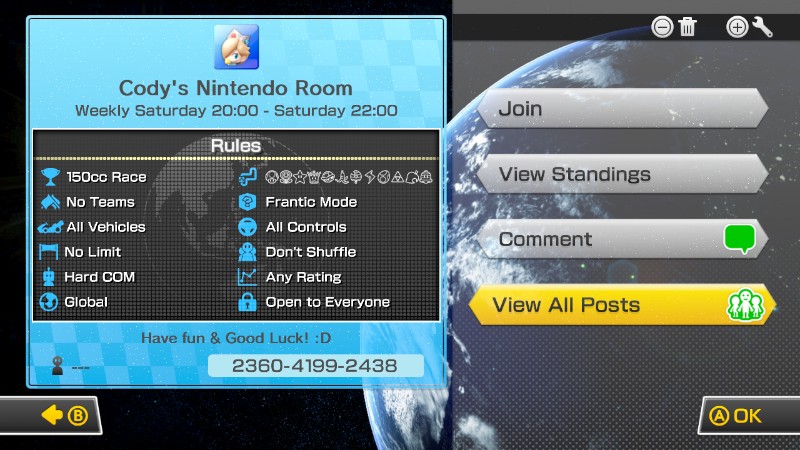 Cody's Nintendo Room
Weekly Saturday 20:00 - Saturday 22:00
Rules
150cc Race
No Teams
Frantic Mode
All Vehicles
All Controls
No Limit
Don't Shuffle
Hard COM
Any Rating
Global
Open to Everyone
Have fun & Good Luck! :D
---
2360-4199-2438
Join
View Standings
Comment
View All Posts
B
A OK